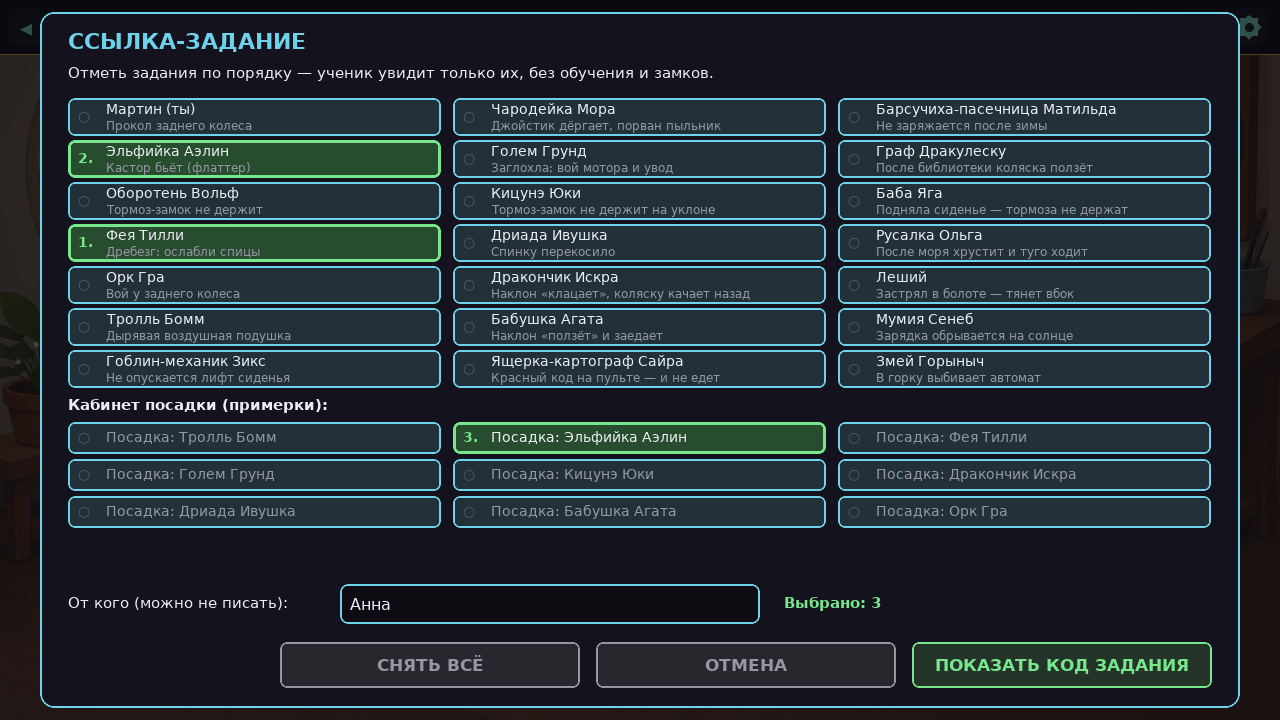 ССЫЛКА-ЗАДАНИЕ
Отметь задания по порядку — ученик увидит только их, без обучения и замков.
Мартин (ты)
Прокол заднего колеса
Чародейка Мора
Джойстик дёргает, порван пыльник
Барсучиха-пасечница Матильда
Не заряжается после зимы
2. Эльфийка Аэлин
Кастор бьёт (флаттер)
Голем Грунд
Заглохла; вой мотора и увод
Граф Дракулеску
После библиотеки коляска ползёт
Оборотень Вольф
Тормоз-замок не держит
Кицунэ Юки
Тормоз-замок не держит на уклоне
Баба Яга
Подняла сиденье — тормоза не держат
1. Фея Тилли
Дребезг: ослабли спицы
Дриада Ивушка
Спинку перекосило
Русалка Ольга
После моря хрустит и туго ходит
Орк Гра
Вой у заднего колеса
Дракончик Искра
Наклон «клацает», коляску качает назад
Леший
Застрял в болоте — тянет вбок
Тролль Бомм
Дырявая воздушная подушка
Бабушка Агата
Наклон «ползёт» и заедает
Мумия Сенеб
Зарядка обрывается на солнце
Гоблин-механик Зикс
Не опускается лифт сиденья
Ящерка-картограф Сайра
Красный код на пульте — и не едет
Змей Горыныч
В горку выбивает автомат
Кабинет посадки (примерки):
Посадка: Тролль Бомм
3. Посадка: Эльфийка Аэлин
Посадка: Фея Тилли
Посадка: Голем Грунд
Посадка: Кицунэ Юки
Посадка: Дракончик Искра
Посадка: Дриада Ивушка
Посадка: Бабушка Агата
Посадка: Орк Гра
От кого (можно не писать):
Анна
Выбрано: 3
СНЯТЬ ВСЁ
ОТМЕНА
ПОКАЗАТЬ КОД ЗАДАНИЯ